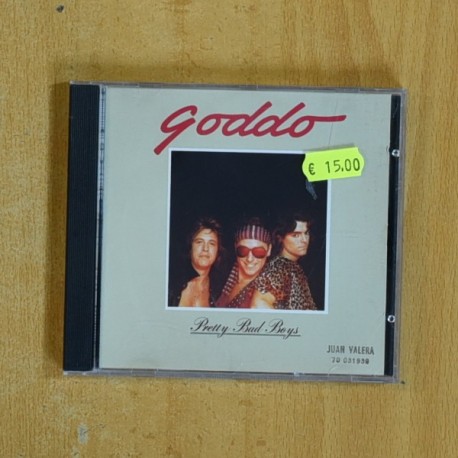 goddo
€ 15.00
Pretty Bad Boys
JUAN VALERA